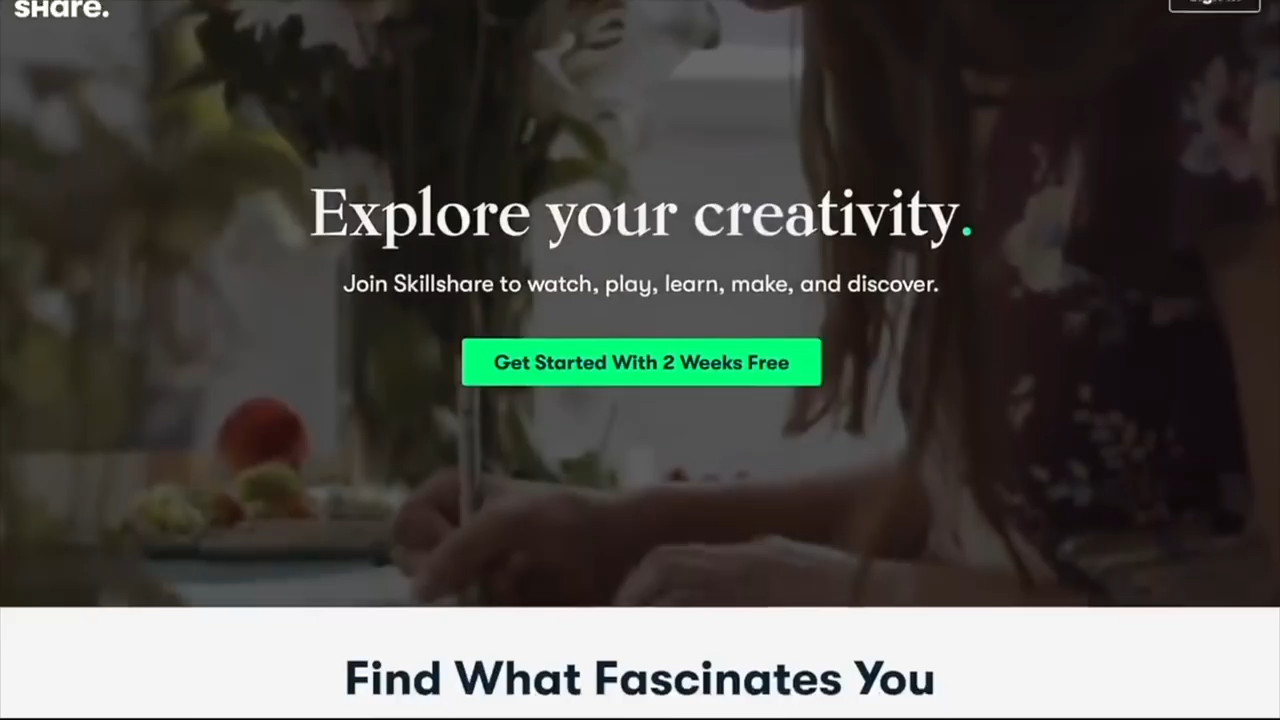 sHare.
Explore your creativity.
Join Skillshare to watch, play, learn, make, and discover.
Get Started With 2 Weeks Free
Find What Fascinates You